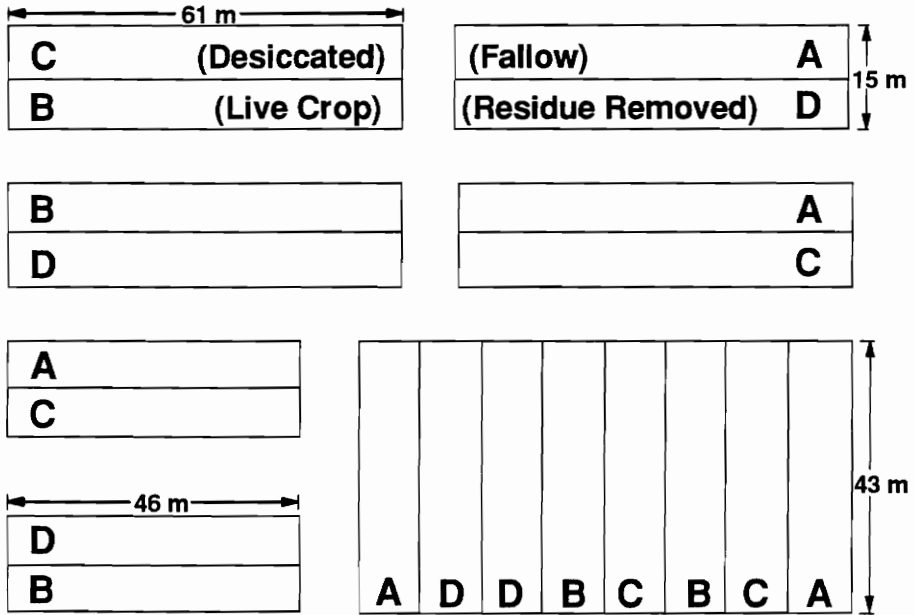 61 m
C (Desiccated) (Fallow) A
15 m
B (Live Crop) (Residue Removed) D
B A
D C
A
C
46 m
43 m
D
B
A D D B C B C A